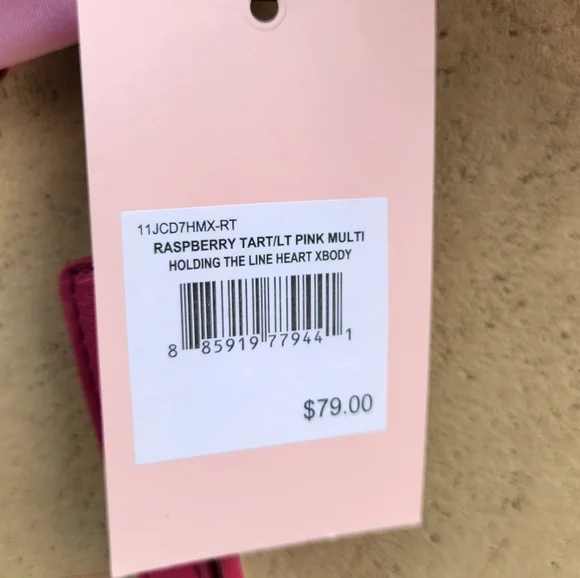 11JCD7HMX-RT
RASPBERRY TART/LT PINK MULTI
HOLDING THE LINE HEART XBODY
8 85919 77944 1
$79.00